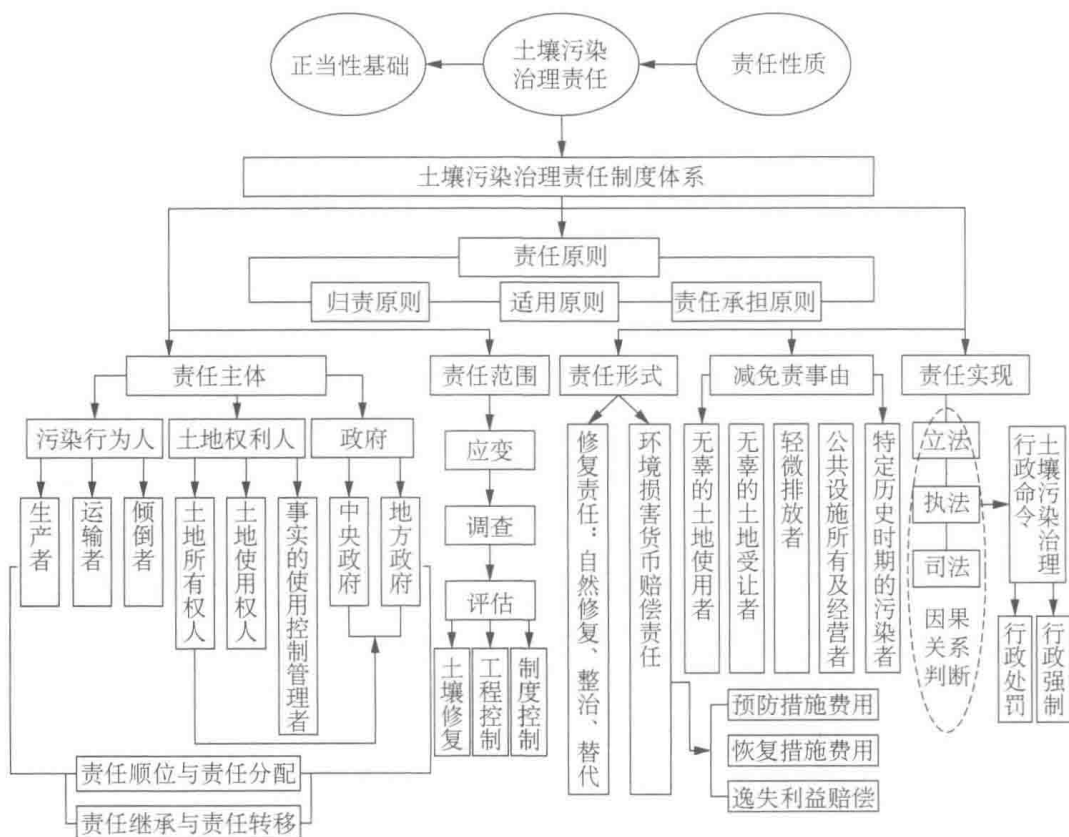 正当性基础
土壤污染
治理责任
责任性质
土壤污染治理责任制度体系
责任原则
归责原则
适用原则
责任承担原则
责任主体
责任范围
责任形式
减免责事由
责任实现
污染行为人
土地权利人
政府
生产者
运输者
倾倒者
土地所有权人
土地使用权人
事实的使用控制管理者
中央政府
地方政府
责任顺位与责任分配
责任继承与责任转移
应变
调查
评估
土壤修复
工程控制
制度控制
修复责任：自然修复、整治、替代
环境损害货币赔偿责任
预防措施费用
恢复措施费用
逸失利益赔偿
无辜的土地使用者
无辜的土地受让者
轻微排放者
公共设施所有及经营者
特定历史时期的污染者
立法
执法
司法
因果
关系
判断
土壤污染治理
行政命令
行政处罚
行政强制